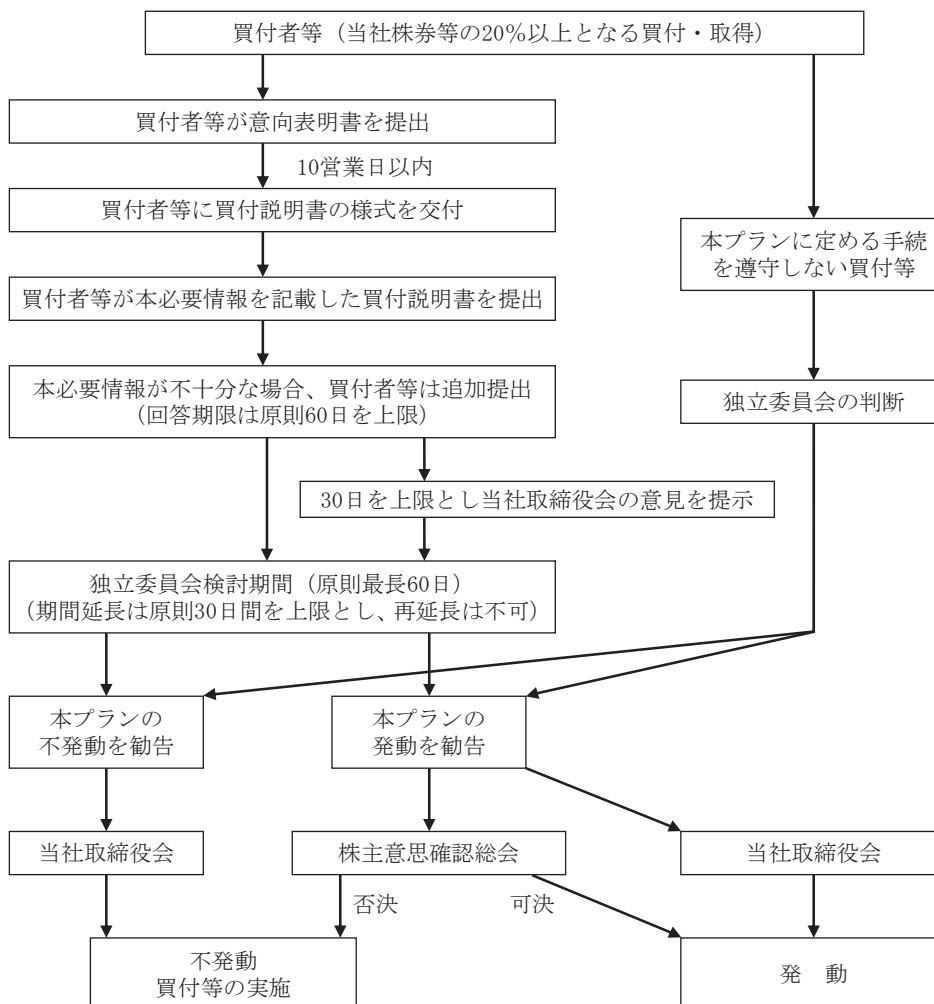 買付者等（当社株券等の20％以上となる買付・取得）
買付者等が意向表明書を提出
10営業日以内
買付者等に買付説明書の様式を交付
本プランに定める手続
を遵守しない買付等
買付者等が本必要情報を記載した買付説明書を提出
本必要情報が不十分な場合、買付者等は追加提出
（回答期限は原則60日を上限）
独立委員会の判断
30日を上限とし当社取締役会の意見を提示
独立委員会検討期間（原則最長60日）
（期間延長は原則30日間を上限とし、再延長は不可）
本プランの
不発動を勧告
本プランの
発動を勧告
当社取締役会
株主意思確認総会
当社取締役会
否決
可決
不発動
買付等の実施
発　動